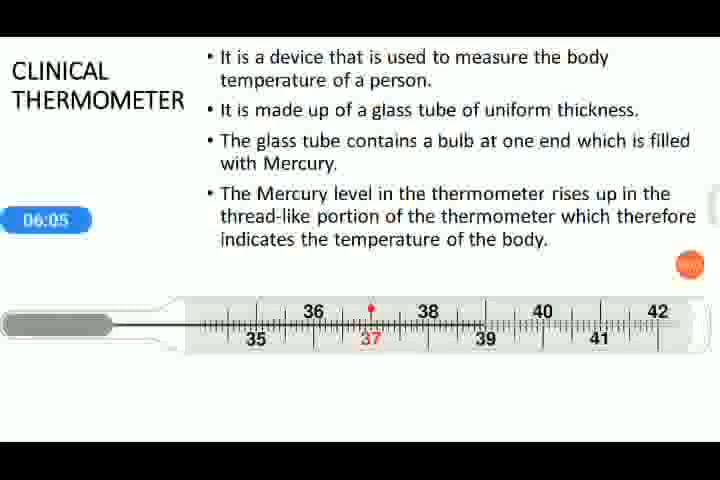 CLINICAL
THERMOMETER
• It is a device that is used to measure the body
temperature of a person.
• It is made up of a glass tube of uniform thickness.
• The glass tube contains a bulb at one end which is filled
with Mercury.
• The Mercury level in the thermometer rises up in the
thread-like portion of the thermometer which therefore
indicates the temperature of the body.
06:05
36 38 40 42
35 37 39 41